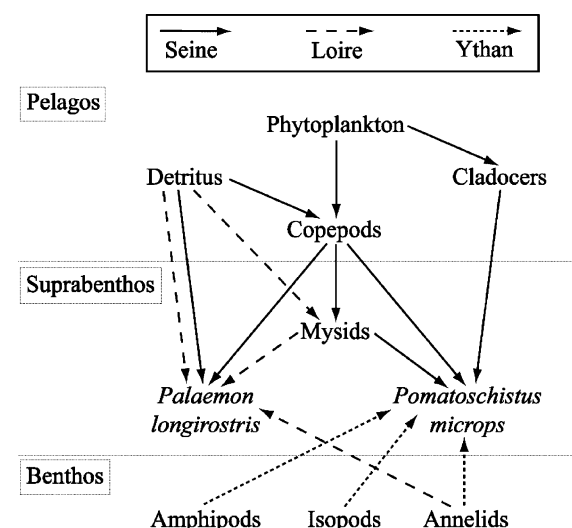 Seine Loire Ythan
Pelagos
Phytoplankton
Detritus Cladocers
Copepods
Suprabenthos
Mysids
Palaemon Pomatoschistus
longirostris microps
Benthos
Amphipods Isopods Annelids